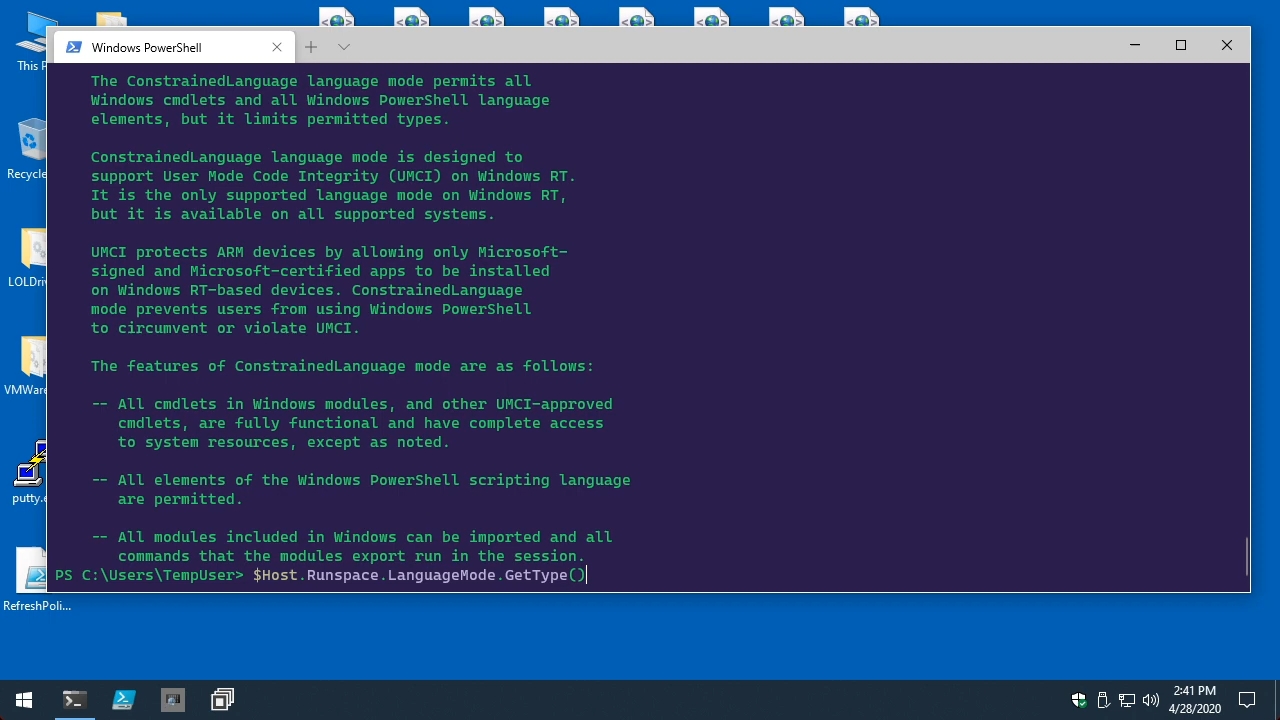 Windows PowerShell
This P
The ConstrainedLanguage language mode permits all
Windows cmdlets and all Windows PowerShell language
elements, but it limits permitted types.
ConstrainedLanguage language mode is designed to
support User Mode Code Integrity (UMCI) on Windows RT.
It is the only supported language mode on Windows RT,
but it is available on all supported systems.
Recycle
UMCI protects ARM devices by allowing only Microsoft-
signed and Microsoft-certified apps to be installed
on Windows RT-based devices. ConstrainedLanguage
mode prevents users from using Windows PowerShell
to circumvent or violate UMCI.
LOLDriv
The features of ConstrainedLanguage mode are as follows:
VMWare
-- All cmdlets in Windows modules, and other UMCI-approved
cmdlets, are fully functional and have complete access
to system resources, except as noted.
-- All elements of the Windows PowerShell scripting language
are permitted.
putty.e
-- All modules included in Windows can be imported and all
commands that the modules export run in the session.
PS C:\Users\TempUser> $Host.Runspace.LanguageMode.GetType()
RefreshPoli...
2:41 PM
4/28/2020